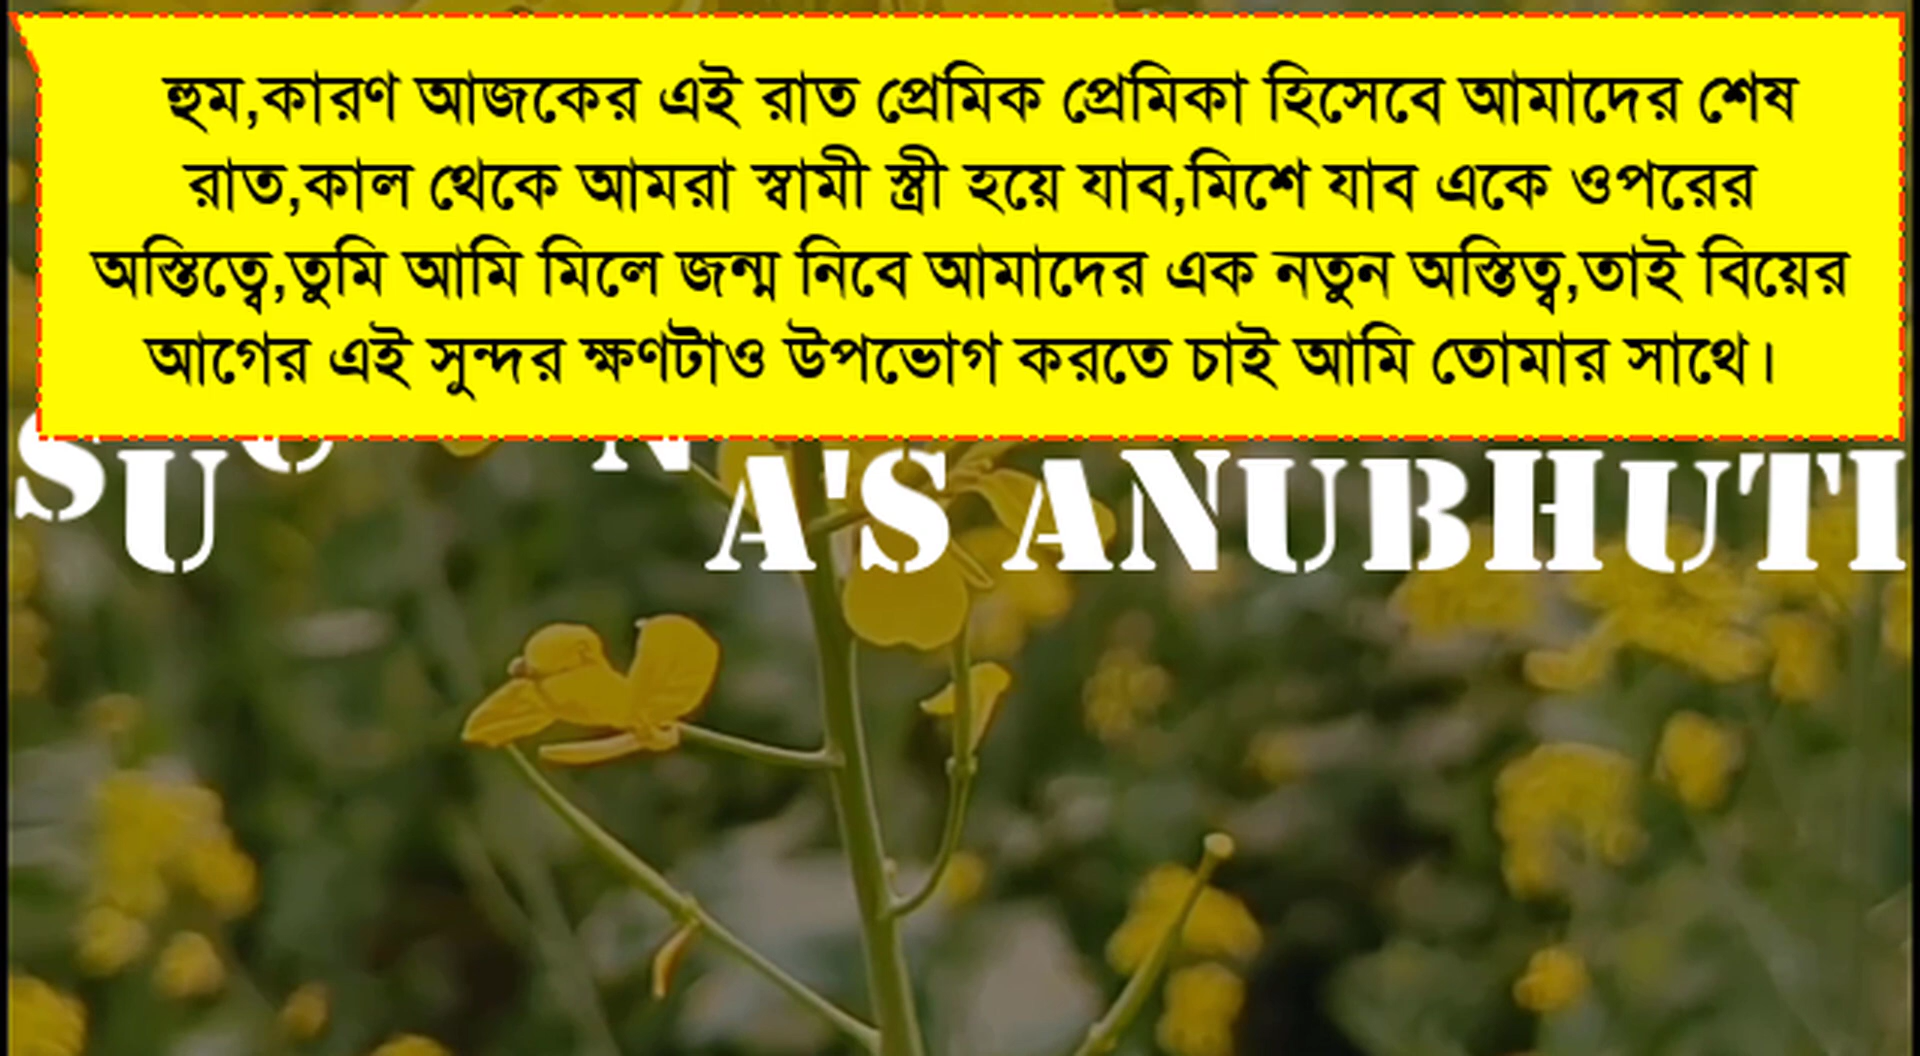 হুম,কারণ আজকের এই রাত প্রেমিক প্রেমিকা হিসেবে আমাদের শেষ
রাত,কাল থেকে আমরা স্বামী স্ত্রী হয়ে যাব,মিশে যাব একে ওপরের
অস্তিত্বে,তুমি আমি মিলে জন্ম নিবে আমাদের এক নতুন অস্তিত্ব,তাই বিয়ের
আগের এই সুন্দর ক্ষণটাও উপভোগ করতে চাই আমি তোমার সাথে।
ANUBHUTI